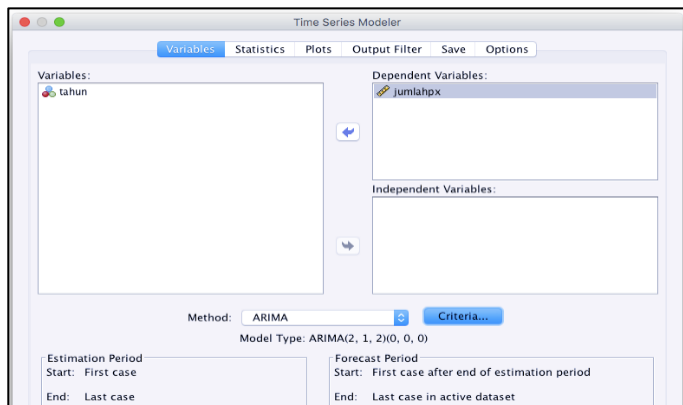 Time Series Modeler
Variables Statistics Plots Output Filter Save Options
Variables:
tahun
Dependent Variables:
jumlahpx
Independent Variables:
Method: ARIMA Criteria...
Model Type: ARIMA(2, 1, 2)(0, 0, 0)
Estimation Period
Start: First case
End: Last case
Forecast Period
Start: First case after end of estimation period
End: Last case in active dataset